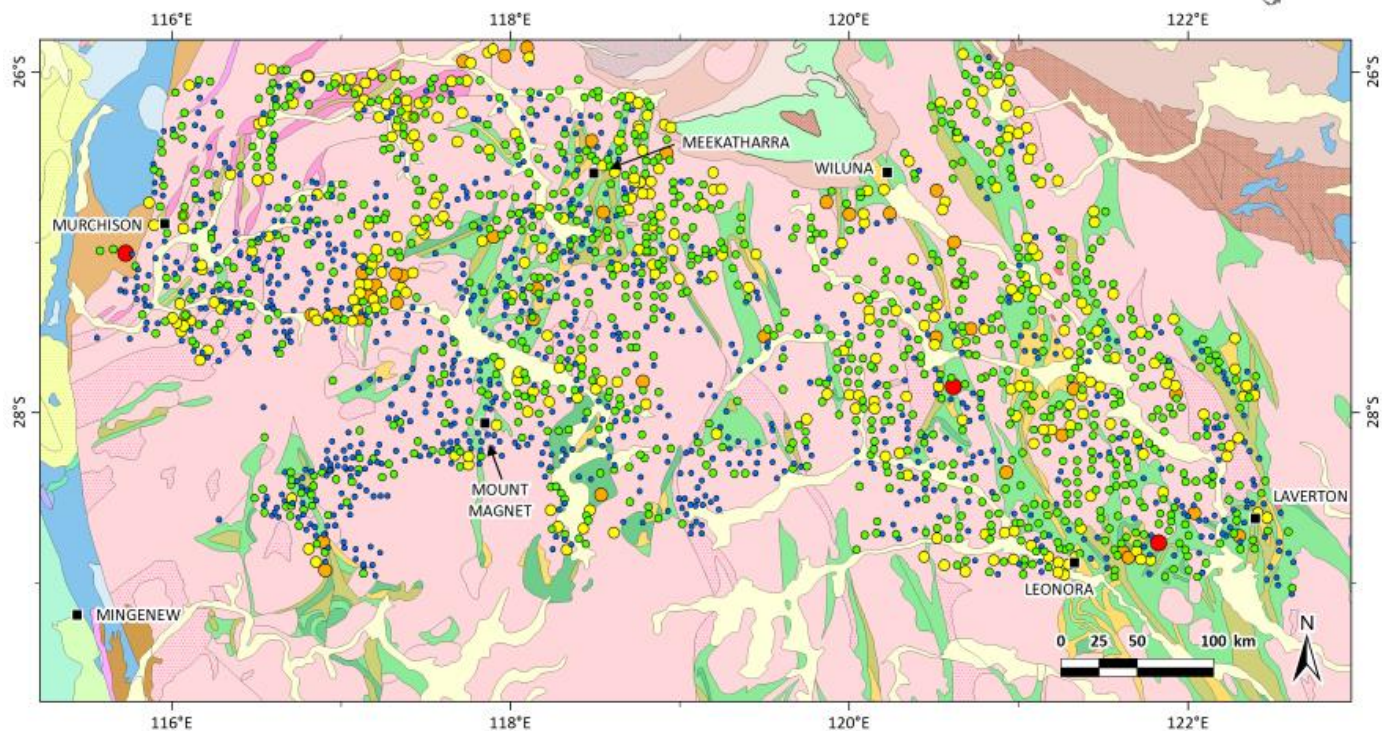 116°E 118°E 120°E 122°E
26°S 26°S
MEEKATHARRA
WILUNA
MURCHISON
28°S 28°S
MOUNT
MAGNET
LAVERTON
LEONORA
MINGENEW
N
0 25 50 100 km
116°E 118°E 120°E 122°E